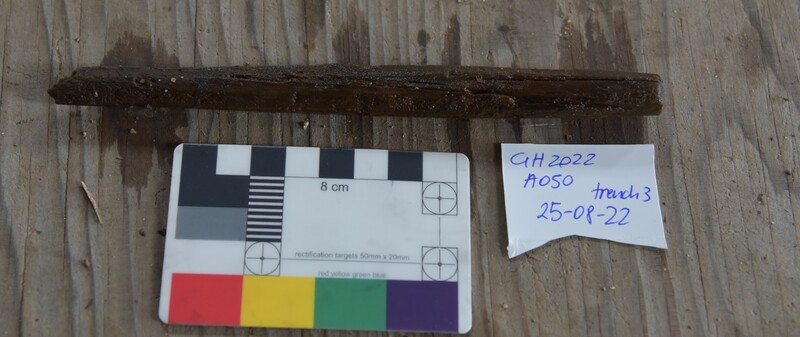 8 cm
rectification targets 50mm x 20mm
red yellow green blue
GH2022
A050
trench 3
25-08-22